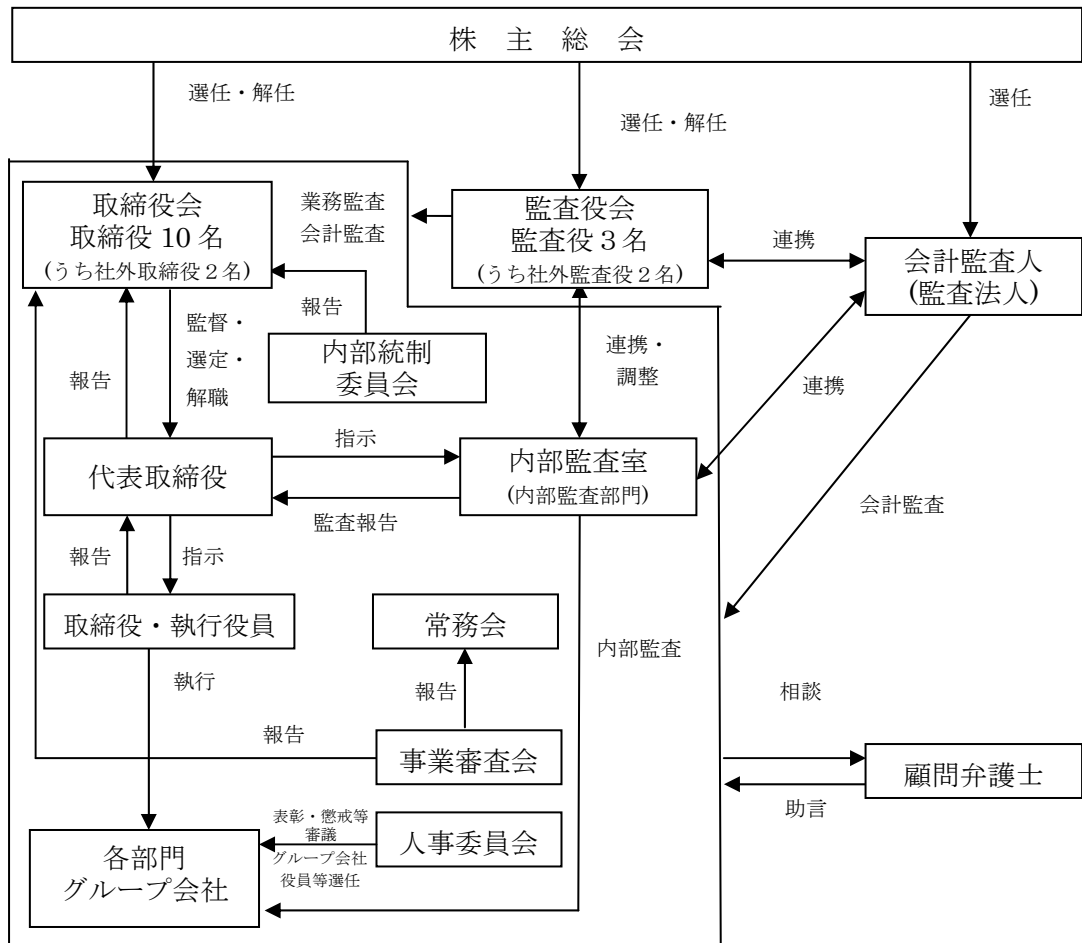 株 主 総 会
選任・解任
選任・解任
選任
取締役会
取締役 10 名
(うち社外取締役２名)
業務監査
会計監査
監査役会
監査役３名
(うち社外監査役２名)
連携
会計監査人
(監査法人)
報告
監督・
選定・
解職
報告
内部統制
委員会
連携・
調整
連携
代表取締役
指示
監査報告
内部監査室
(内部監査部門)
会計監査
報告
指示
取締役・執行役員
常務会
内部監査
執行
報告
相談
報告
事業審査会
顧問弁護士
助言
表彰・懲戒等
審議
グループ会社
役員等選任
人事委員会
各部門
グループ会社